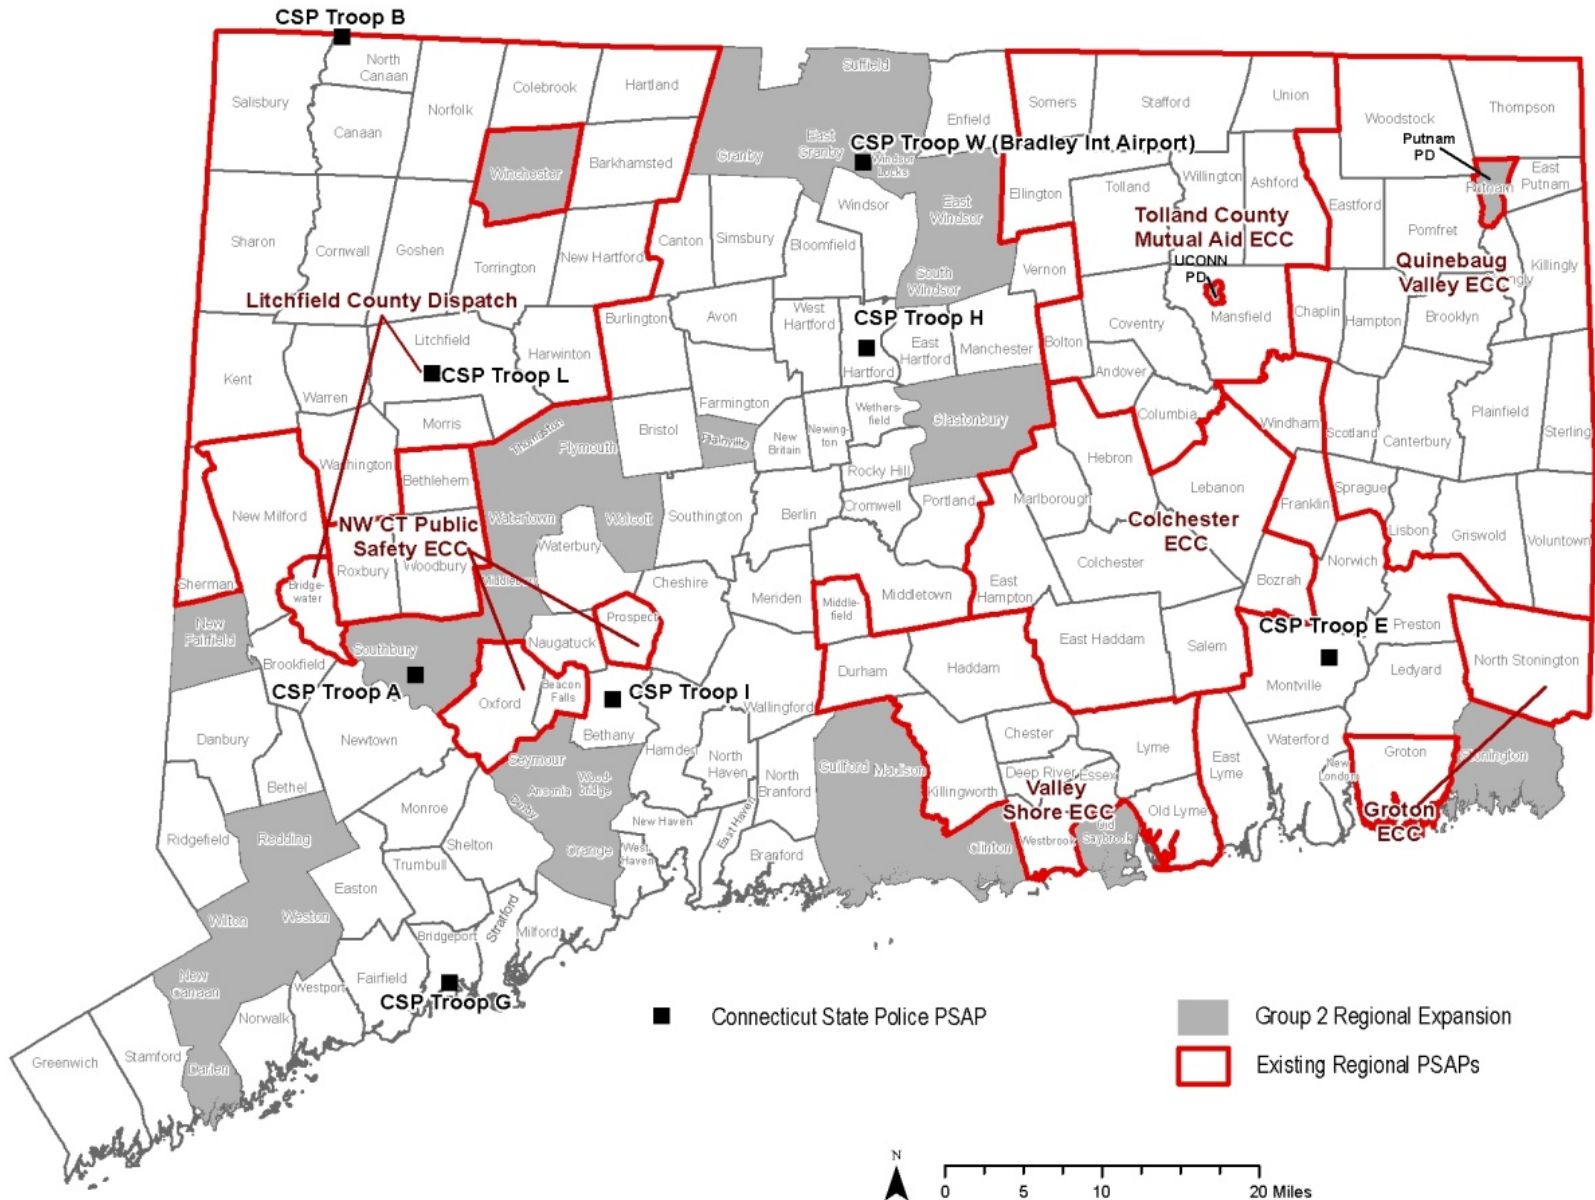 CSP Troop B
North
Canaan
Colebrook
Hartland
Suffield
Salisbury
Norfolk
Canaan
Enfield
Somers
Stafford
Union
Woodstock
Thompson
Putnam
PD
Winchester
Barkhamsted
Granby
East
Granby
CSP Troop W (Bradley Int Airport)
Windsor
Locks
Ellington
Tolland
Willington
Ashford
Eastford
Putnam
East
Putnam
Sharon
Cornwall
Goshen
Torrington
New Hartford
Canton
Simsbury
Bloomfield
Windsor
East
Windsor
South
Windsor
Vernon
Tolland County
Mutual Aid ECC
UCONN
PD
Pomfret
Quinebaug
Valley ECC
Killingly
Litchfield County Dispatch
Litchfield
Harwinton
Burlington
Avon
West
Hartford
CSP Troop H
Hartford
East
Hartford
Manchester
Bolton
Coventry
Mansfield
Chaplin
Hampton
Brooklyn
Kent
Warren
CSP Troop L
Morris
Farmington
Andover
Columbia
Windham
Scotland
Canterbury
Plainfield
Sterling
Thomaston
Plymouth
Bristol
Plainville
New
Britain
Newing-
ton
Wethers-
field
Rocky Hill
Glastonbury
Washington
Bethlehem
Hebron
Marlborough
Lebanon
Franklin
Sprague
Lisbon
Griswold
Voluntown
New Milford
NW CT Public
Safety ECC
Watertown
Wolcott
Southington
Berlin
Cromwell
Portland
Colchester
ECC
Colchester
Sherman
Bridge-
water
Roxbury
Woodbury
Waterbury
Middlebury
Cheshire
Meriden
Middle-
field
Middletown
East
Hampton
Bozrah
Norwich
New
Fairfield
Brookfield
Southbury
Naugatuck
Prospect
Durham
Haddam
East Haddam
Salem
CSP Troop E
Preston
Ledyard
North Stonington
CSP Troop A
Oxford
Beacon
Falls
CSP Troop I
Bethany
Wallingford
Montville
Danbury
Newtown
Seymour
Hamden
North
Haven
Chester
Lyme
East
Lyme
Waterford
New
London
Groton
Stonington
Bethel
Monroe
Ansonia
Wood-
bridge
Derby
North
Branford
Guilford
Madison
Killingworth
Deep River
Essex
Valley
Shore ECC
Old Lyme
Groton
ECC
Ridgefield
Redding
Shelton
Trumbull
New Haven
West
Haven
East Haven
Branford
Clinton
Westbrook
Old
Saybrook
Orange
Easton
Wilton
Weston
Stratford
Milford
Bridgeport
Fairfield
CSP Troop G
New
Canaan
Westport
Norwalk
Greenwich
Stamford
Darien
Connecticut State Police PSAP
Group 2 Regional Expansion
Existing Regional PSAPs
N
0 5 10 20 Miles